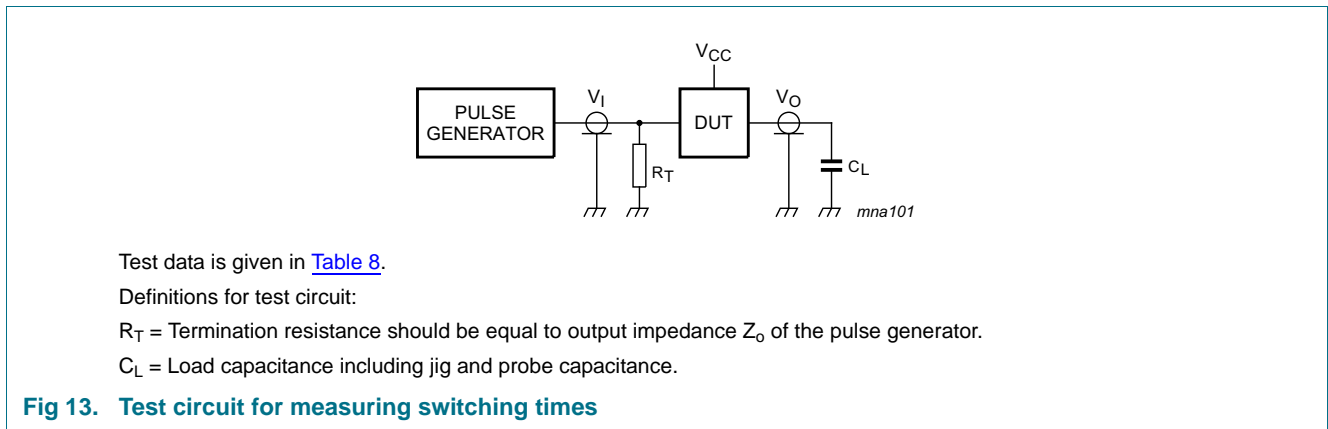 VCC
PULSE
GENERATOR
VI
DUT
VO
RT
CL
mna101
Test data is given in Table 8.
Definitions for test circuit:
RT = Termination resistance should be equal to output impedance Zo of the pulse generator.
CL = Load capacitance including jig and probe capacitance.
Fig 13. Test circuit for measuring switching times